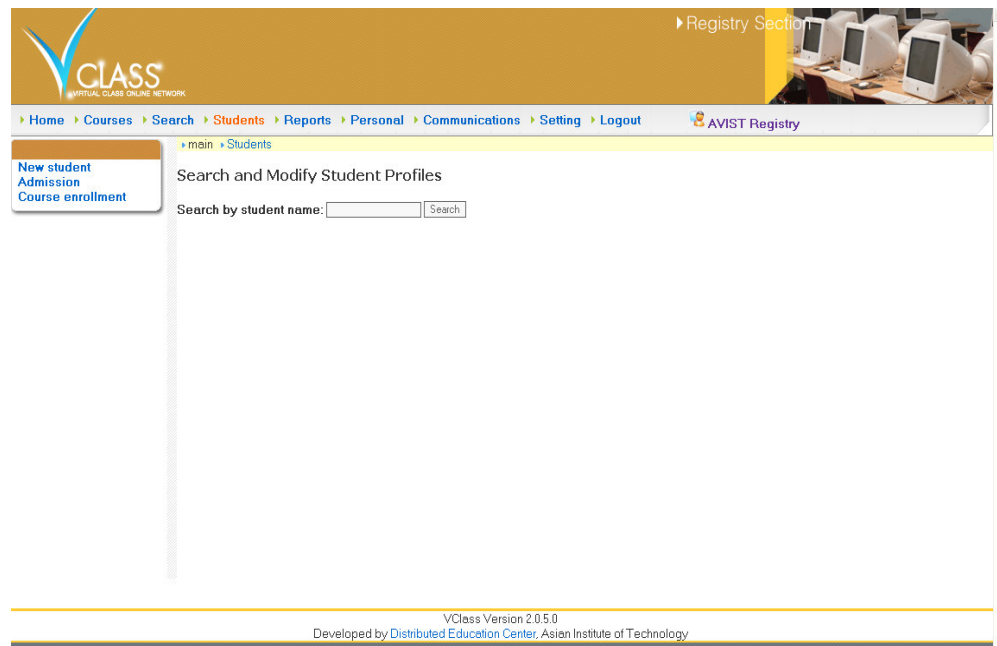 Registry Section
VCLASS
VIRTUAL CLASS ONLINE NETWORK
Home Courses Search Students Reports Personal Communications Setting Logout AVIST Registry
main Students
New student
Admission
Course enrollment
Search and Modify Student Profiles
Search by student name: Search
VClass Version 2.0.5.0
Developed by Distributed Education Center, Asian Institute of Technology